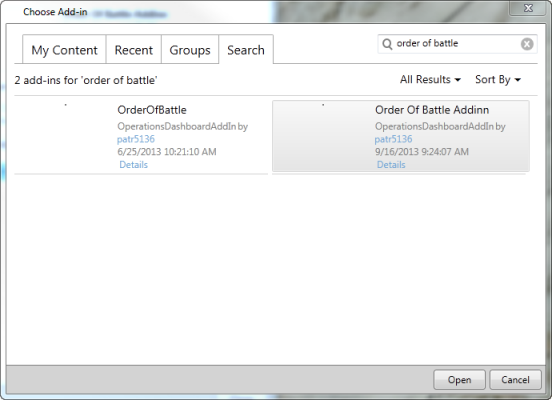 Choose Add-in
My Content
Recent
Groups
Search
order of battle
2 add-ins for 'order of battle'
All Results
Sort By
OrderOfBattle
OperationsDashboardAddIn by
patr5136
6/25/2013 10:21:10 AM
Details
Order Of Battle Addinn
OperationsDashboardAddIn by
patr5136
9/16/2013 9:24:07 AM
Details
Open
Cancel